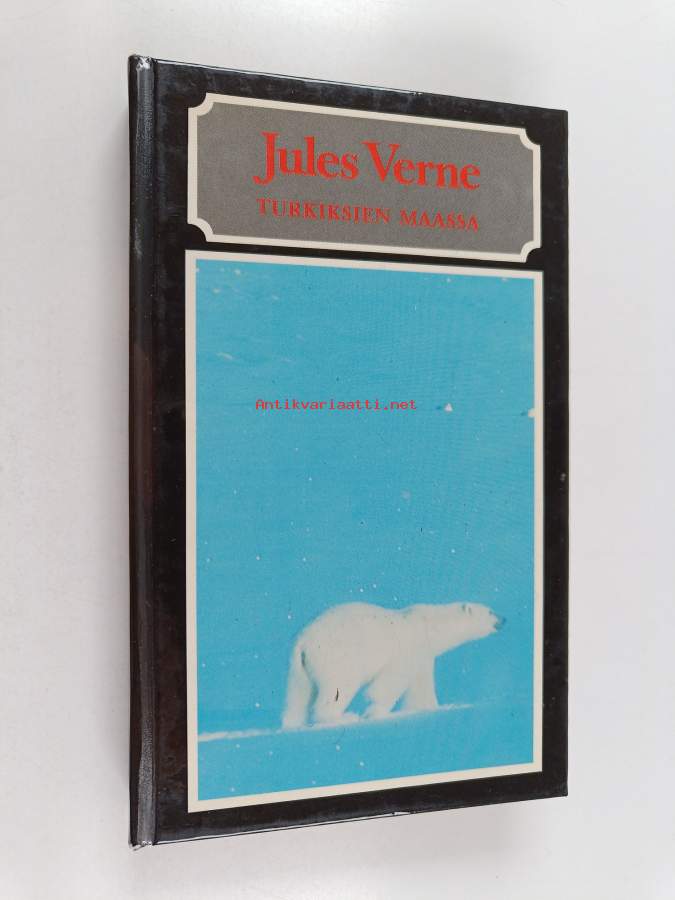 Jules Verne
TURKIKSIEN MAASSA
Antikvariaatti.net